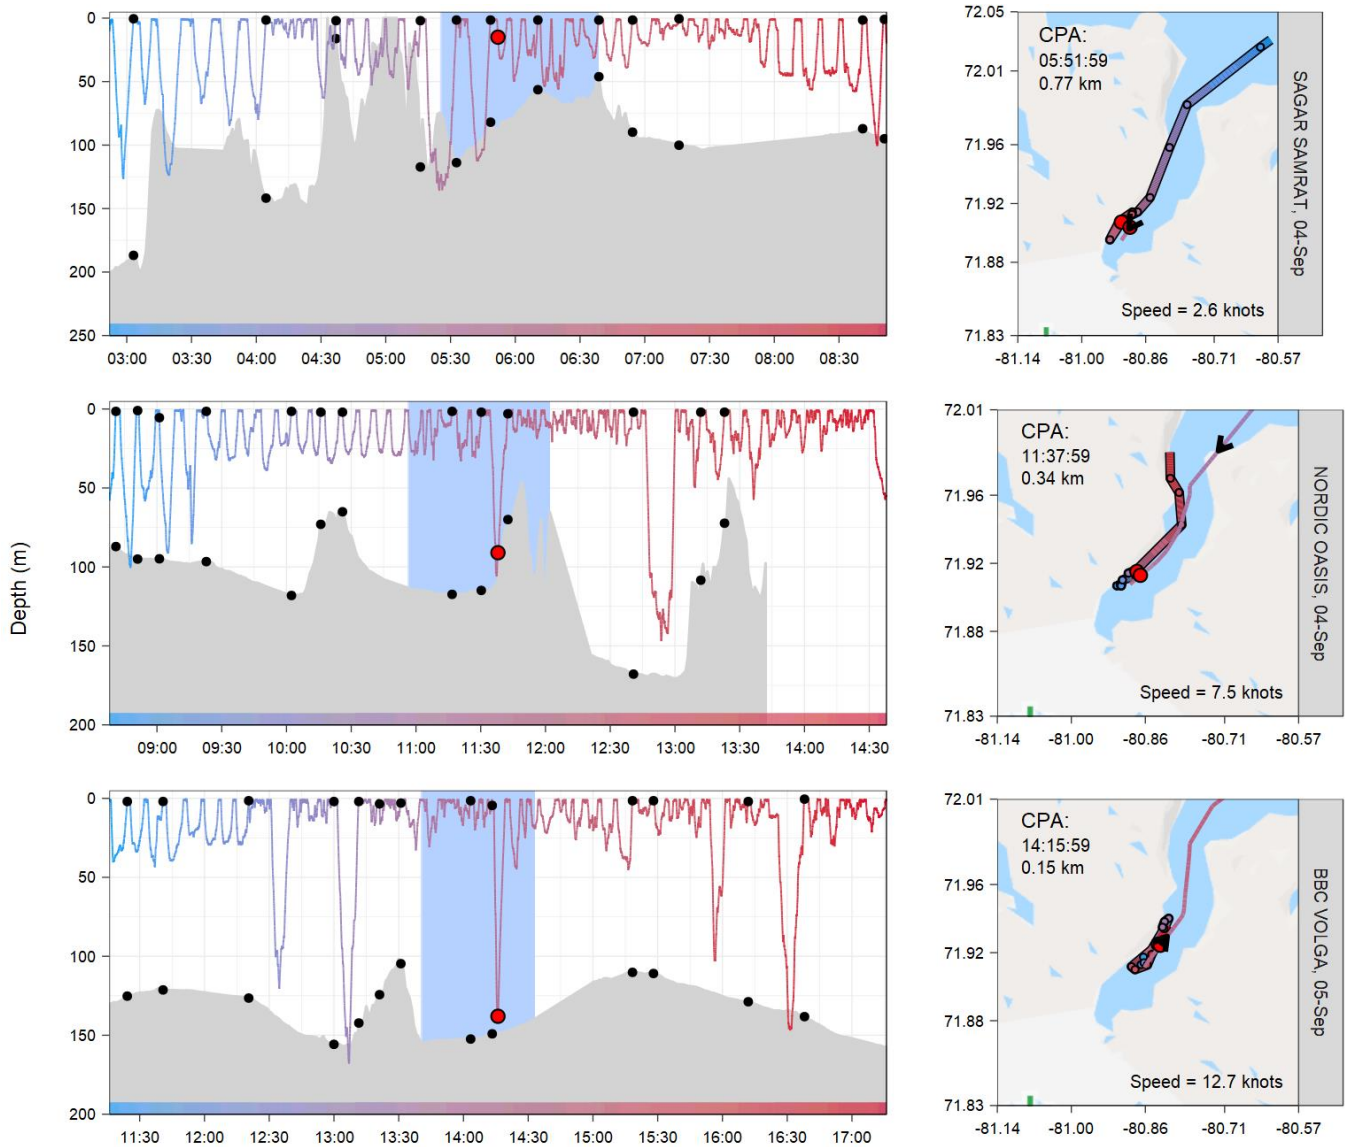 0
50
100
150
200
250
03:00 03:30 04:00 04:30 05:00 05:30 06:00 06:30 07:00 07:30 08:00 08:30
72.05
72.01
71.96
71.92
71.88
71.83
CPA:
05:51:59
0.77 km
Speed = 2.6 knots
-81.14 -81.00 -80.86 -80.71 -80.57
SAGAR SAMRAT, 04-Sep
Depth (m)
0
50
100
150
200
09:00 09:30 10:00 10:30 11:00 11:30 12:00 12:30 13:00 13:30 14:00 14:30
72.01
71.96
71.92
71.88
71.83
CPA:
11:37:59
0.34 km
Speed = 7.5 knots
-81.14 -81.00 -80.86 -80.71 -80.57
NORDIC OASIS, 04-Sep
0
50
100
150
200
11:30 12:00 12:30 13:00 13:30 14:00 14:30 15:00 15:30 16:00 16:30 17:00
72.01
71.96
71.92
71.88
71.83
CPA:
14:15:59
0.15 km
Speed = 12.7 knots
-81.14 -81.00 -80.86 -80.71 -80.57
BBC VOLGA, 05-Sep